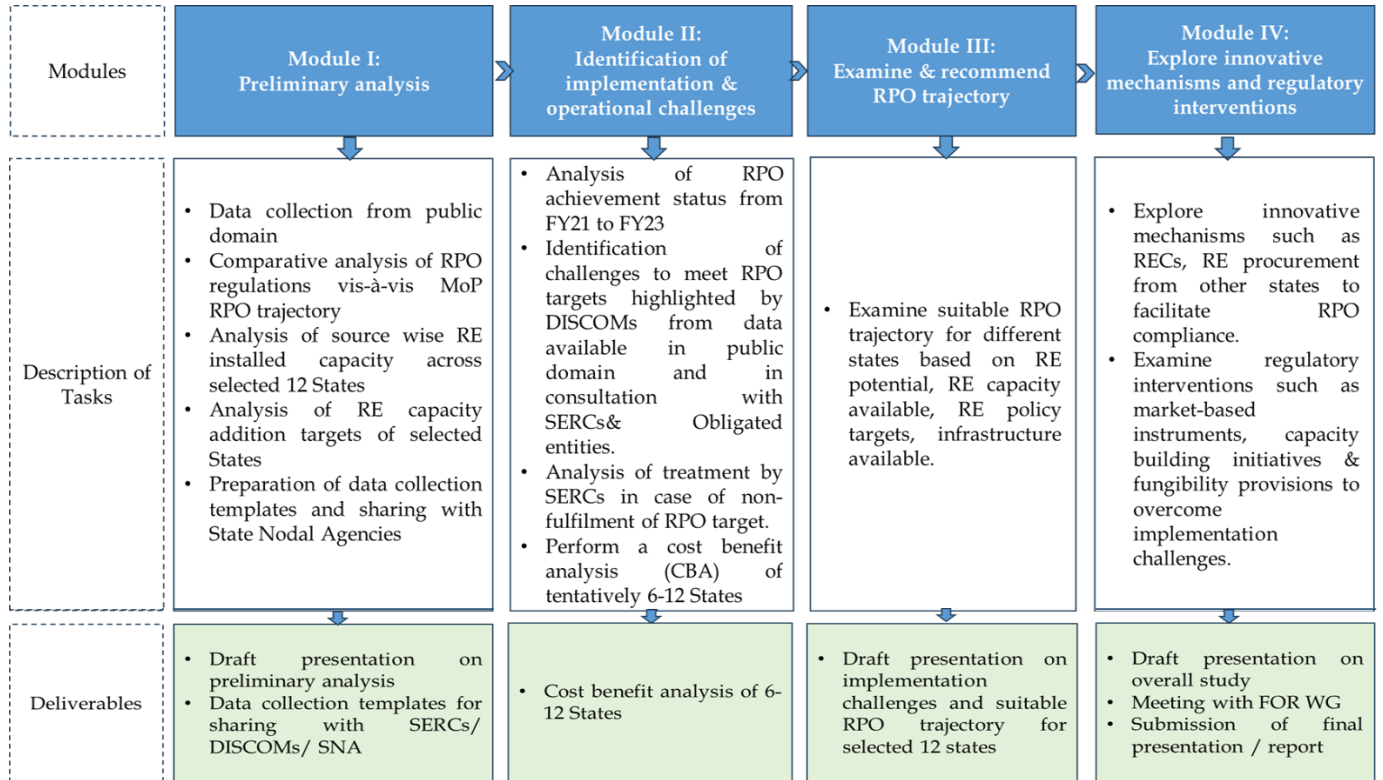 Modules
Module I:
Preliminary analysis
Module II:
Identification of
implementation &
operational challenges
Module III:
Examine & recommend
RPO trajectory
Module IV:
Explore innovative
mechanisms and regulatory
interventions
Description of
Tasks
• Data collection from public
domain
• Comparative analysis of RPO
regulations vis-à-vis MoP
RPO trajectory
• Analysis of source wise RE
installed capacity across
selected 12 States
• Analysis of RE capacity
addition targets of selected
States
• Preparation of data collection
templates and sharing with
State Nodal Agencies
• Analysis of RPO
achievement status from
FY21 to FY23
• Identification of
challenges to meet RPO
targets highlighted by
DISCOMs from data
available in public
domain and in
consultation with
SERCs& Obligated
entities.
• Analysis of treatment by
SERCs in case of non-
fulfilment of RPO target.
• Perform a cost benefit
analysis (CBA) of
tentatively 6-12 States
• Examine suitable RPO
trajectory for different
states based on RE
potential, RE capacity
available, RE policy
targets, infrastructure
available.
• Explore innovative
mechanisms such as
RECs, RE procurement
from other states to
facilitate RPO
compliance.
• Examine regulatory
interventions such as
market-based
instruments, capacity
building initiatives &
fungibility provisions to
overcome
implementation
challenges.
Deliverables
• Draft presentation on
preliminary analysis
• Data collection templates for
sharing with SERCs/
DISCOMs/ SNA
• Cost benefit analysis of 6-
12 States
• Draft presentation on
implementation
challenges and suitable
RPO trajectory for
selected 12 states
• Draft presentation on
overall study
• Meeting with FOR WG
• Submission of final
presentation / report